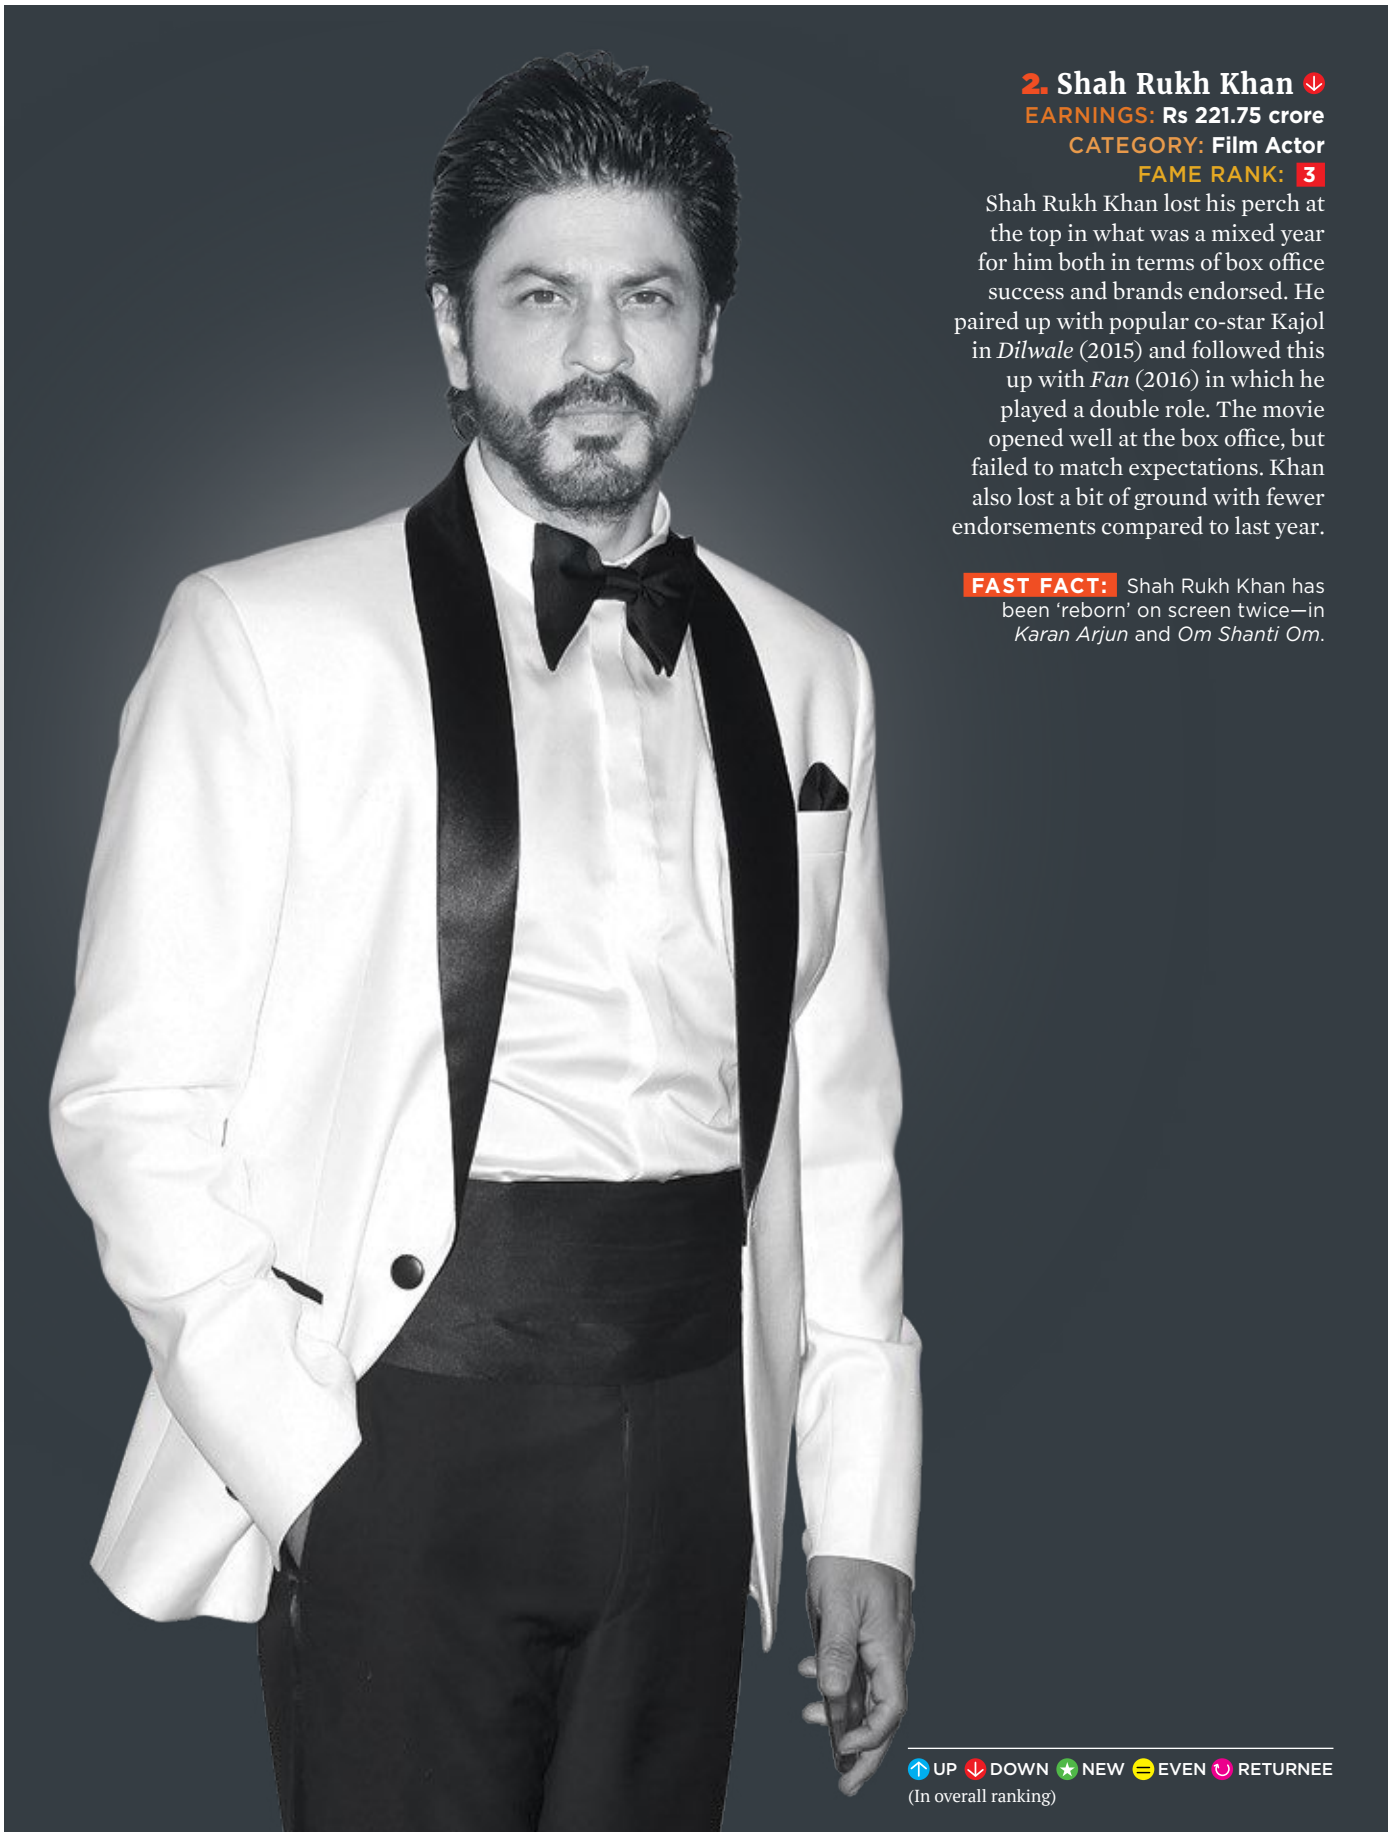 2. Shah Rukh Khan
EARNINGS: Rs 221.75 crore
CATEGORY: Film Actor
FAME RANK: 3
Shah Rukh Khan lost his perch at
the top in what was a mixed year
for him both in terms of box office
success and brands endorsed. He
paired up with popular co-star Kajol
in Dilwale (2015) and followed this
up with Fan (2016) in which he
played a double role. The movie
opened well at the box office, but
failed to match expectations. Khan
also lost a bit of ground with fewer
endorsements compared to last year.
FAST FACT: Shah Rukh Khan has
been ‘reborn’ on screen twice—in
Karan Arjun and Om Shanti Om.
UP DOWN NEW EVEN RETURNEE
(In overall ranking)